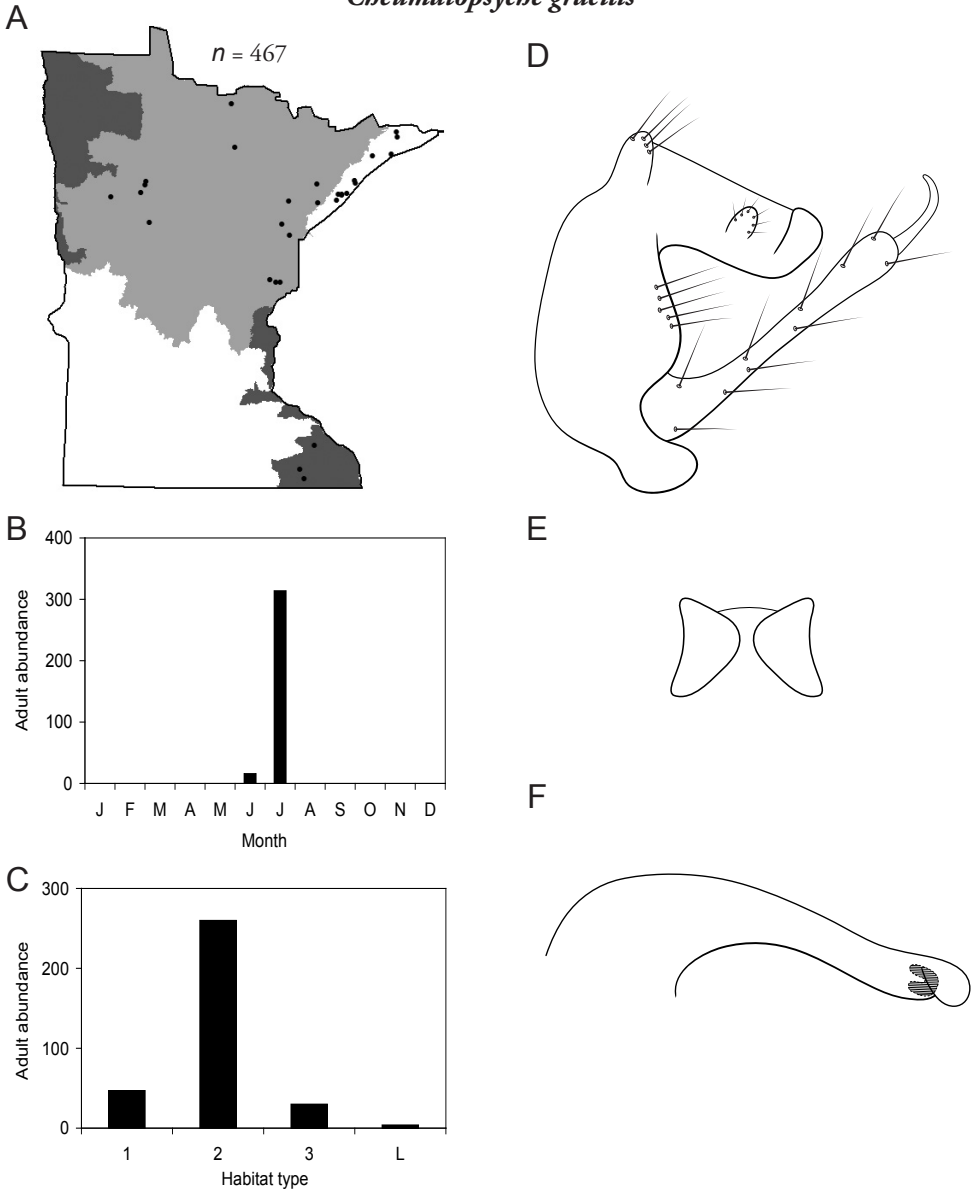 Cheumatopsyche gracilis
A
n = 467
D
B
400
300
200
100
0
Adult abundance
J F M A M J J A S O N D
Month
E
C
300
200
100
0
Adult abundance
1 2 3 L
Habitat type
F